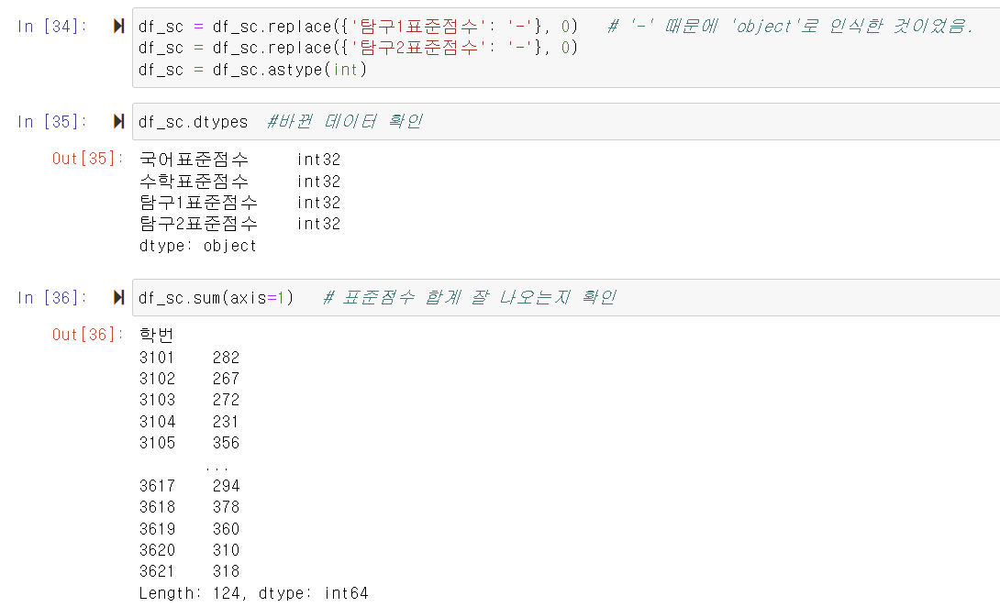 In [34]: df_sc = df_sc.replace({'탐구1표준점수': '-'}, 0)   # '-' 때문에 'object'로 인식한 것이었음.
df_sc = df_sc.replace({'탐구2표준점수': '-'}, 0)
df_sc = df_sc.astype(int)
In [35]: df_sc.dtypes  #바뀐 데이터 확인
Out[35]: 국어표준점수     int32
수학표준점수     int32
탐구1표준점수    int32
탐구2표준점수    int32
dtype: object
In [36]: df_sc.sum(axis=1)   # 표준점수 합계 잘 나오는지 확인
Out[36]: 학번
3101    282
3102    267
3103    272
3104    231
3105    356
...
3617    294
3618    378
3619    360
3620    310
3621    318
Length: 124, dtype: int64